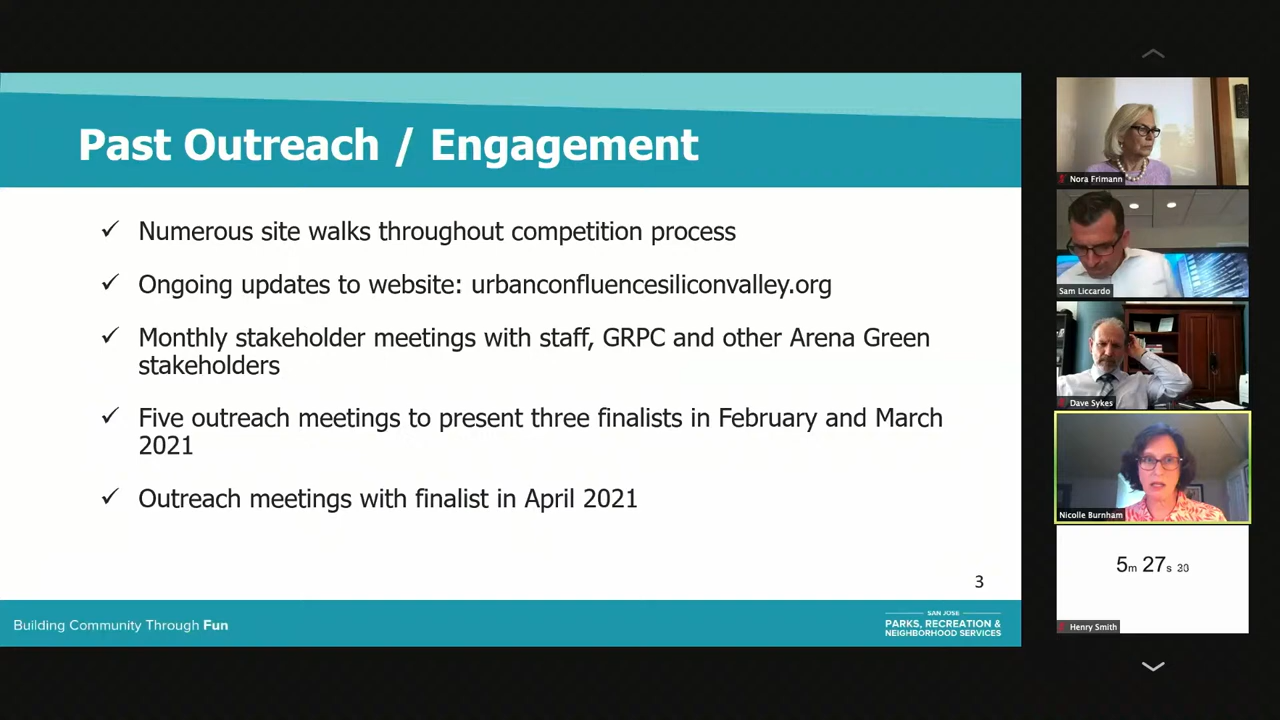 Past Outreach / Engagement
✓ Numerous site walks throughout competition process
✓ Ongoing updates to website: urbanconfluencesiliconvalley.org
✓ Monthly stakeholder meetings with staff, GRPC and other Arena Green
stakeholders
✓ Five outreach meetings to present three finalists in February and March
2021
✓ Outreach meetings with finalist in April 2021
3
Building Community Through Fun
SAN JOSE
PARKS, RECREATION &
NEIGHBORHOOD SERVICES
Nora Frimann
Sam Liccardo
Dave Sykes
Nicolle Burnham
5m 27s
Henry Smith